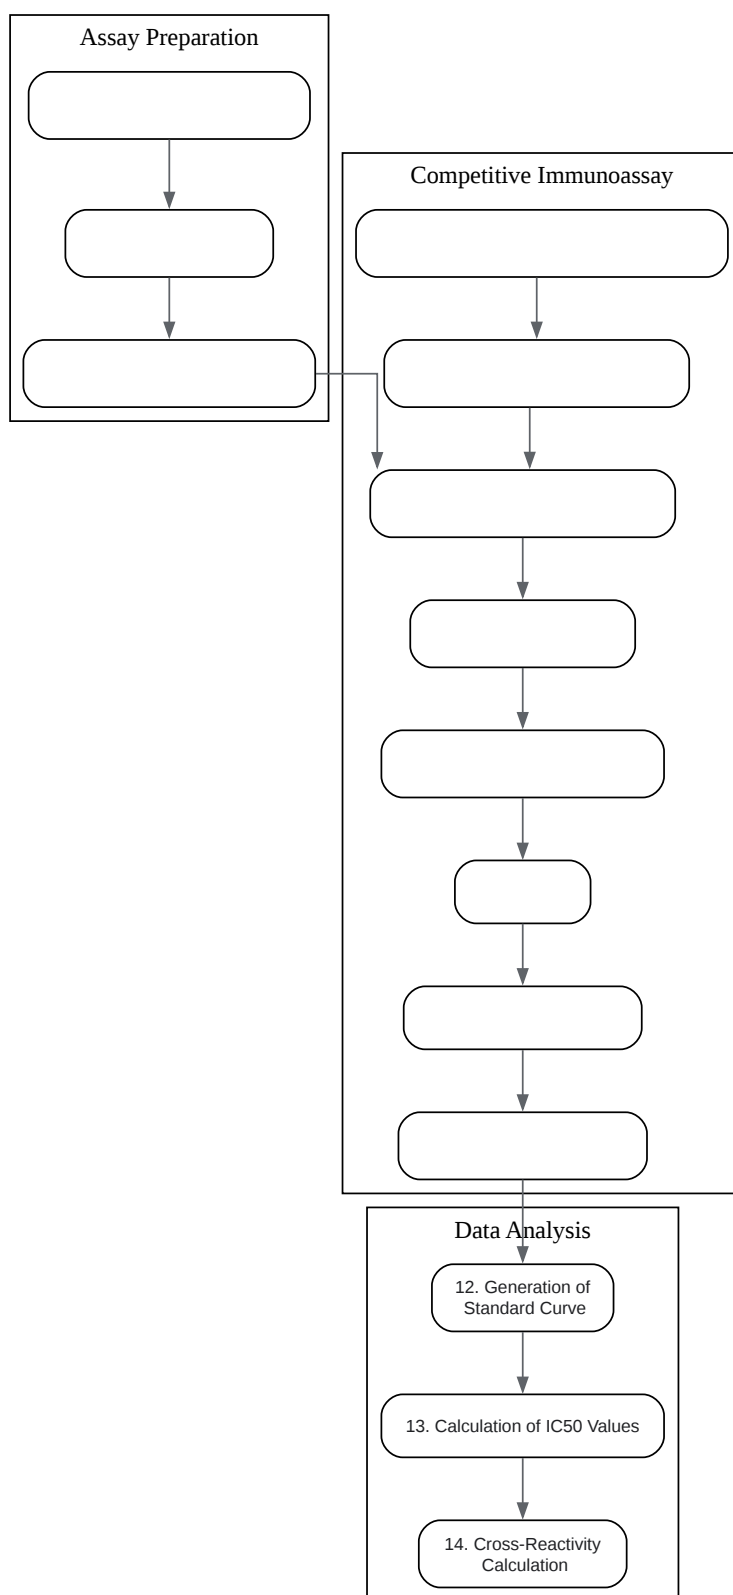 Assay Preparation
Competitive Immunoassay
Data Analysis
12. Generation of
Standard Curve
13. Calculation of IC50 Values
14. Cross-Reactivity
Calculation